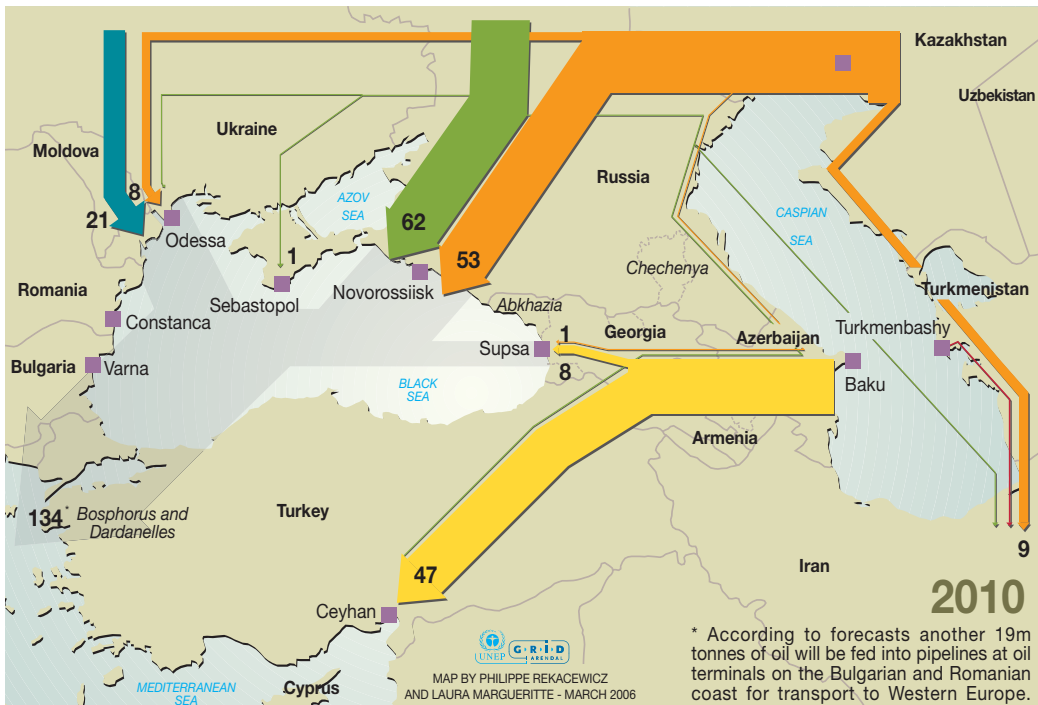 Kazakhstan
Uzbekistan
Ukraine
Moldova
Russia
8
21
Odessa
AZOV
SEA
62
53
CASPIAN
SEA
1
Sebastopol
Novorossiisk
Chechenya
Abkhazia
Romania
Constanca
Turkmenistan
Bulgaria
Varna
Supsa
1
8
Georgia
Azerbaijan
Turkmenbashy
Baku
BLACK
SEA
Armenia
134*
Bosphorus and
Dardanelles
Turkey
47
Ceyhan
Iran
9
2010
* According to forecasts another 19m
tonnes of oil will be fed into pipelines at oil
terminals on the Bulgarian and Romanian
coast for transport to Western Europe.
UNEP
GRID
ARENDAL
MAP BY PHILIPPE REKACEWICZ
AND LAURA MARGUERITTE - MARCH 2006
MEDITERRANEAN
SEA
Cyprus